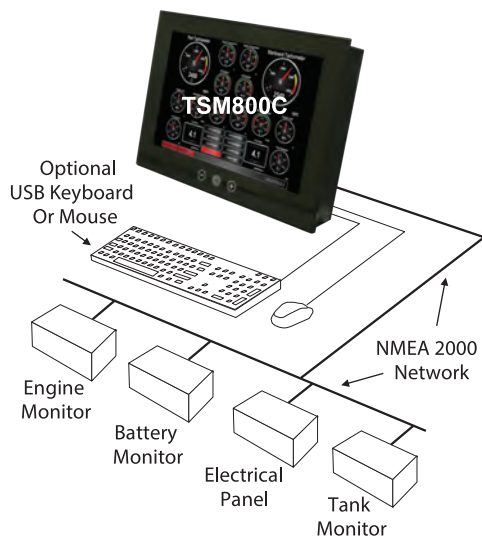 TSM800C
Optional
USB Keyboard
Or Mouse
NMEA 2000
Network
Engine
Monitor
Battery
Monitor
Electrical
Panel
Tank
Monitor